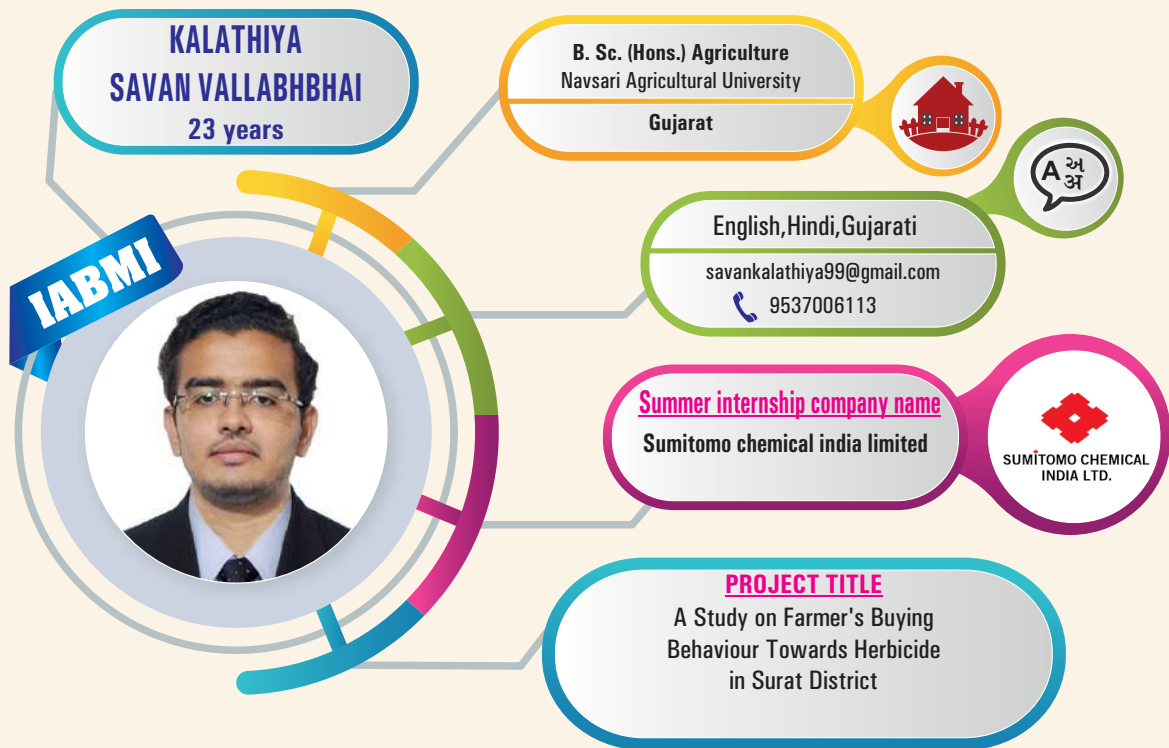 KALATHIYA
SAVAN VALLABHBHAI
23 years
B. Sc. (Hons.) Agriculture
Navsari Agricultural University
Gujarat
A અ
अ
English,Hindi,Gujarati
savankalathiya99@gmail.com
9537006113
IABMI
Summer internship company name
Sumitomo chemical india limited
SUMITOMO CHEMICAL
INDIA LTD.
PROJECT TITLE
A Study on Farmer's Buying
Behaviour Towards Herbicide
in Surat District